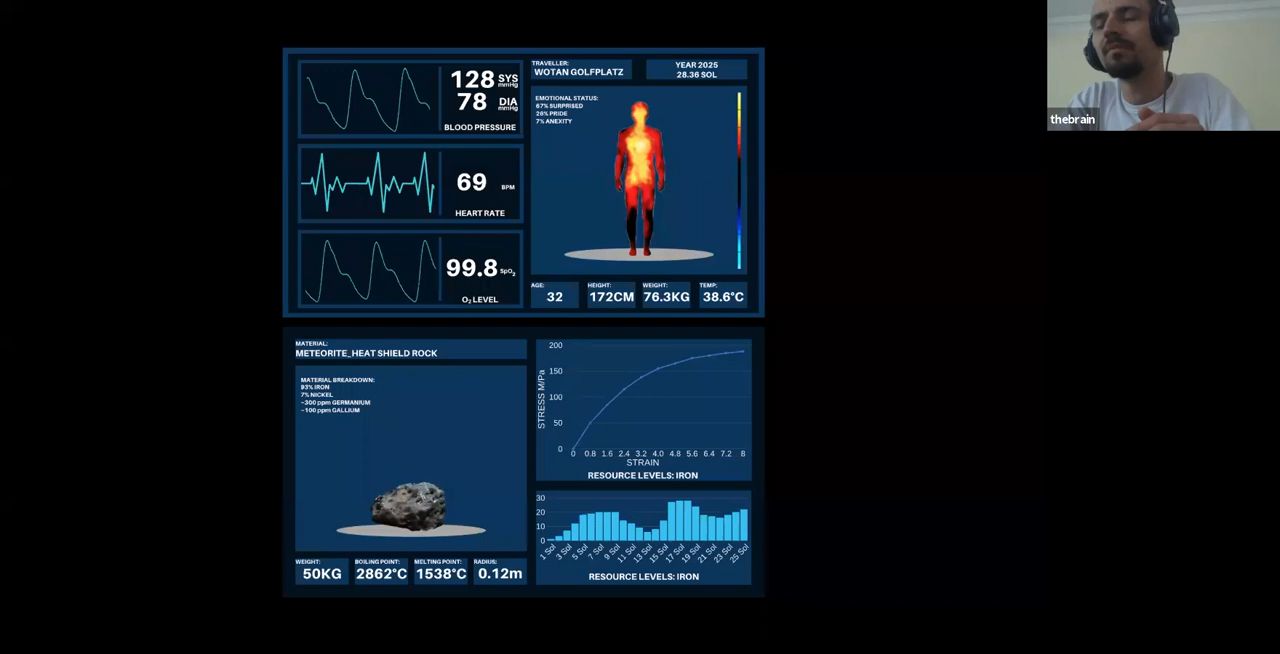 128 SYS mmHg
78 DIA mmHg
BLOOD PRESSURE
69 BPM
HEART RATE
99.8 SpO₂
O₂ LEVEL
TRAVELLER:
WOTAN GOLFPLATZ
YEAR 2025
28.36 SOL
EMOTIONAL STATUS:
67% SURPRISED
26% PRIDE
7% ANEXITY
AGE:
32
HEIGHT:
172CM
WEIGHT:
76.3KG
TEMP:
38.6°C
MATERIAL:
METEORITE_HEAT SHIELD ROCK
MATERIAL BREAKDOWN:
93% IRON
7% NICKEL
~300 ppm GERMANIUM
~100 ppm GALLIUM
WEIGHT:
50KG
BOILING POINT:
2862°C
MELTING POINT:
1538°C
RADIUS:
0.12m
STRESS M/Pa
200
150
100
50
0
0 0.8 1.6 2.4 3.2 4.0 4.8 5.6 6.4 7.2 8
STRAIN
RESOURCE LEVELS: IRON
30
20
10
0
1 Sol 3 Sol 5 Sol 7 Sol 9 Sol 11 Sol 13 Sol 15 Sol 17 Sol 19 Sol 21 Sol 23 Sol 25 Sol
RESOURCE LEVELS: IRON
thebrain